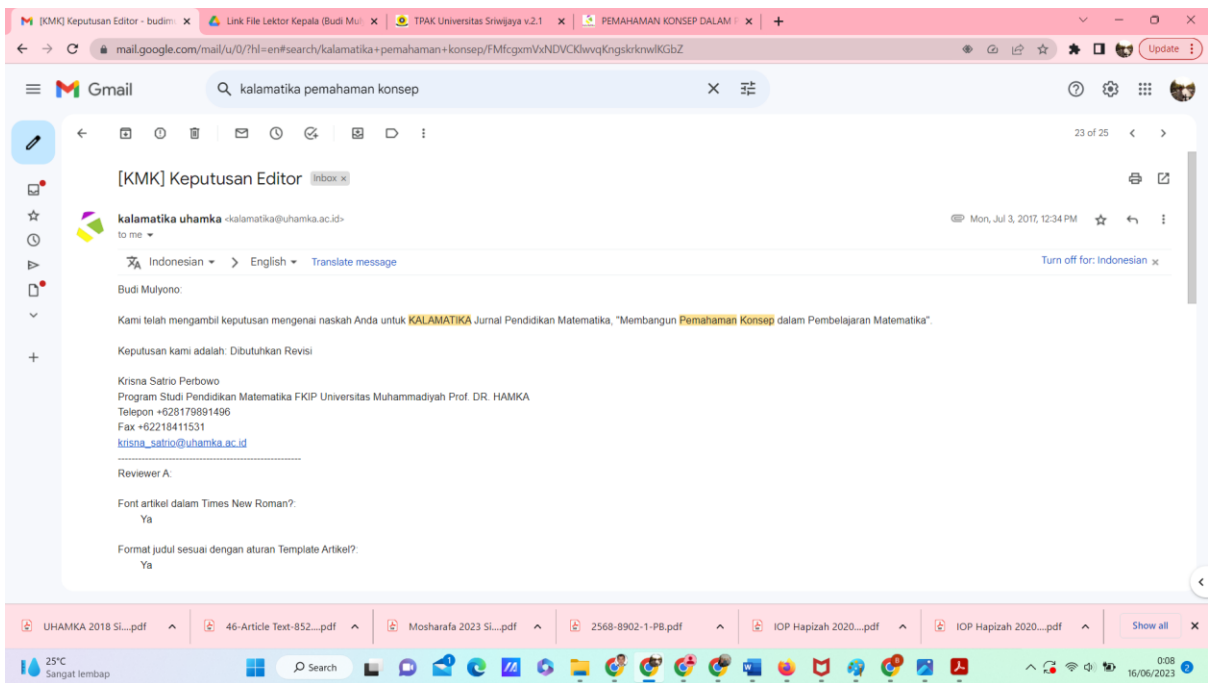 [KMK] Keputusan Editor - budim
Link File Lektor Kepala (Budi Mul
TPAK Universitas Sriwijaya v.2.1
PEMAHAMAN KONSEP DALAM P
mail.google.com/mail/u/0/?hl=en#search/kalamatika+pemahaman+konsep/FMfcgxmVxNDVCKlwvqKngskrknwlKGbZ
Update
Gmail
kalamatika pemahaman konsep
23 of 25
[KMK] Keputusan Editor Inbox x
kalamatika uhamka <kalamatika@uhamka.ac.id>
Mon, Jul 3, 2017, 12:34 PM
to me
Indonesian > English Translate message
Turn off for: Indonesian x
Budi Mulyono:
Kami telah mengambil keputusan mengenai naskah Anda untuk KALAMATIKA Jurnal Pendidikan Matematika, "Membangun Pemahaman Konsep dalam Pembelajaran Matematika".
Keputusan kami adalah: Dibutuhkan Revisi
Krisna Satrio Perbowo
Program Studi Pendidikan Matematika FKIP Universitas Muhammadiyah Prof. DR. HAMKA
Telepon +628179891496
Fax +62218411531
krisna_satrio@uhamka.ac.id
------------------------------------------------------
Reviewer A:
Font artikel dalam Times New Roman?:
Ya
Format judul sesuai dengan aturan Template Artikel?:
Ya
UHAMKA 2018 Si....pdf
46-Article Text-852....pdf
Mosharafa 2023 Si....pdf
2568-8902-1-PB.pdf
IOP Hapizah 2020....pdf
IOP Hapizah 2020....pdf
Show all
25°C
Sangat lembap
Search
0:08
16/06/2023
2